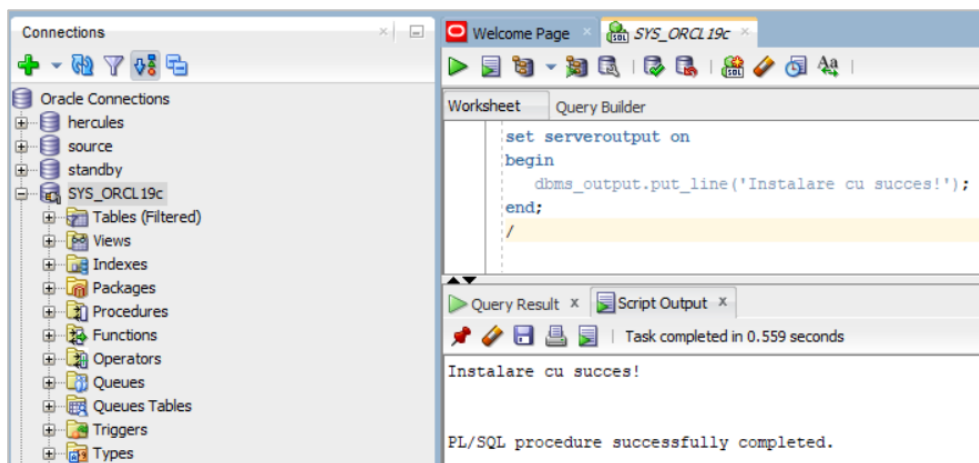 Connections
Oracle Connections
hercules
source
standby
SYS_ORCL19c
Tables (Filtered)
Views
Indexes
Packages
Procedures
Functions
Operators
Queues
Queues Tables
Triggers
Types
Welcome Page
SYS_ORCL19c
Worksheet Query Builder
set serveroutput on
begin
dbms_output.put_line('Instalare cu succes!');
end;
/
Query Result x Script Output x
Task completed in 0.559 seconds
Instalare cu succes!
PL/SQL procedure successfully completed.